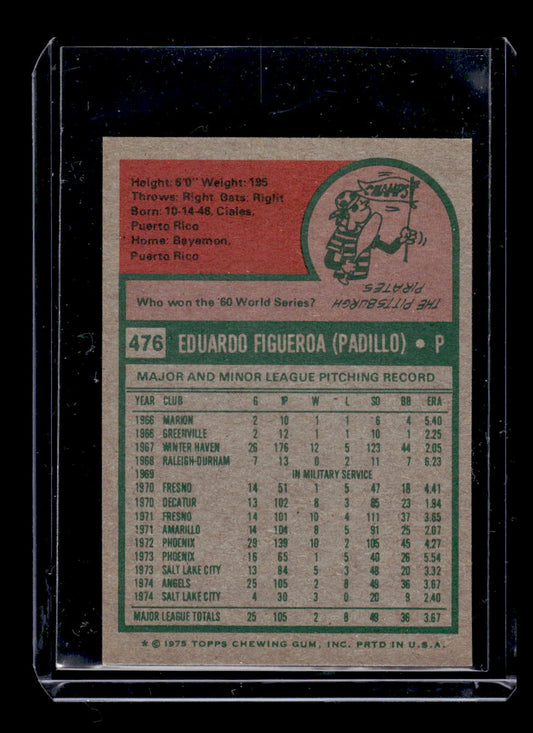 Height: 6'0" Weight: 195
Throws: Right Bats: Right
Born: 10-14-48, Ciales,
Puerto Rico
Home: Bayamon,
Puerto Rico
CHAMPS
Who won the '60 World Series?
THE PITTSBURGH
PIRATES
476 EDUARDO FIGUEROA (PADILLO) • P
MAJOR AND MINOR LEAGUE PITCHING RECORD
YEAR CLUB G IP W L SO BB ERA
1966 MARION 2 10 1 1 6 4 5.40
1966 GREENVILLE 2 12 1 1 10 1 2.25
1967 WINTER HAVEN 26 176 12 5 123 44 2.05
1968 RALEIGH-DURHAM 7 13 0 2 11 7 6.23
1969 IN MILITARY SERVICE
1970 FRESNO 14 51 1 5 47 18 4.41
1970 DECATUR 13 102 8 3 85 23 1.94
1971 FRESNO 14 101 10 4 111 37 3.65
1971 AMARILLO 14 104 8 5 91 25 2.07
1972 PHOENIX 29 139 10 2 105 45 4.27
1973 PHOENIX 16 65 1 5 40 26 5.54
1973 SALT LAKE CITY 13 84 5 3 48 20 3.32
1974 ANGELS 25 105 2 8 49 36 3.67
1974 SALT LAKE CITY 4 30 3 0 20 9 2.40
MAJOR LEAGUE TOTALS 25 105 2 8 49 36 3.67
* © 1975 TOPPS CHEWING GUM, INC. PRTD IN U.S.A.